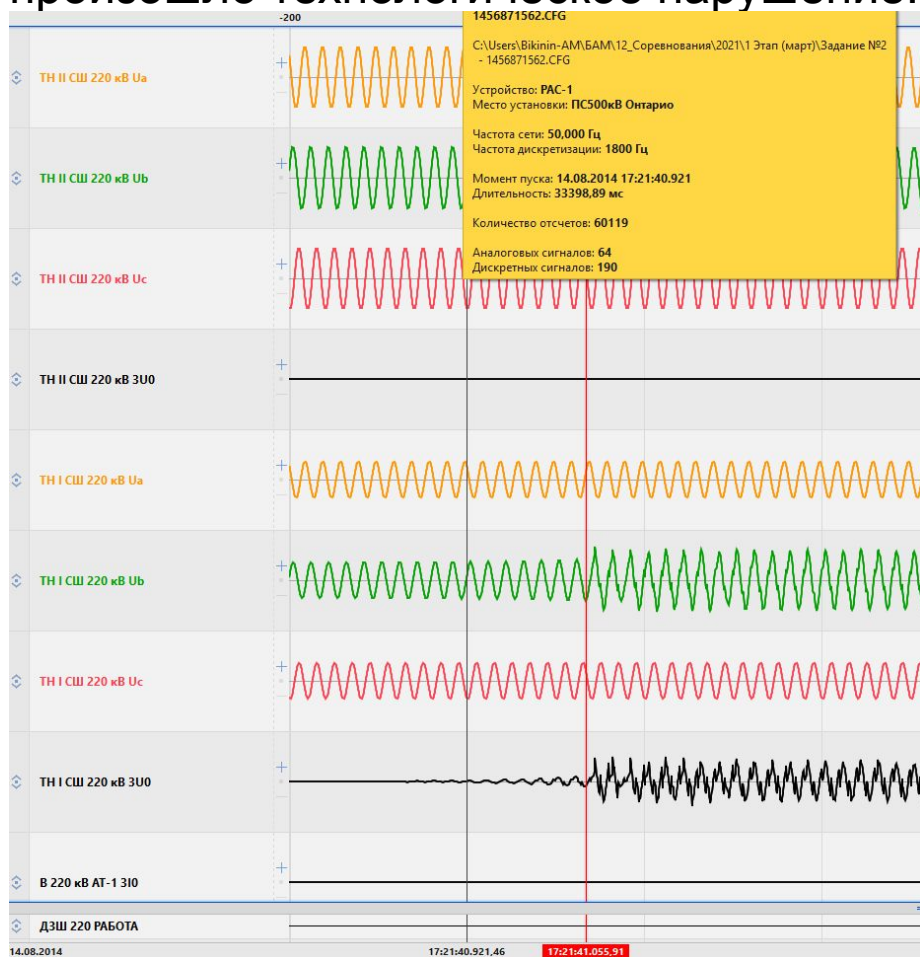 произошло технологическое нарушение.
-200
1456871562.CFG
C:\Users\Bikinin-AM\БАМ\12_Соревнования\2021\1 Этап (март)\Задание №2
- 1456871562.CFG
Устройство: РАС-1
Место установки: ПС500кВ Онтарио
Частота сети: 50,000 Гц
Частота дискретизации: 1800 Гц
Момент пуска: 14.08.2014 17:21:40.921
Длительность: 33398,89 мс
Количество отсчетов: 60119
Аналоговых сигналов: 64
Дискретных сигналов: 190
ТН II СШ 220 кВ Ua
ТН II СШ 220 кВ Ub
ТН II СШ 220 кВ Uc
ТН II СШ 220 кВ 3U0
ТН I СШ 220 кВ Ua
ТН I СШ 220 кВ Ub
ТН I СШ 220 кВ Uc
ТН I СШ 220 кВ 3U0
В 220 кВ АТ-1 3I0
ДЗШ 220 РАБОТА
14.08.2014 17:21:40.921,46 17:21:41.055,91